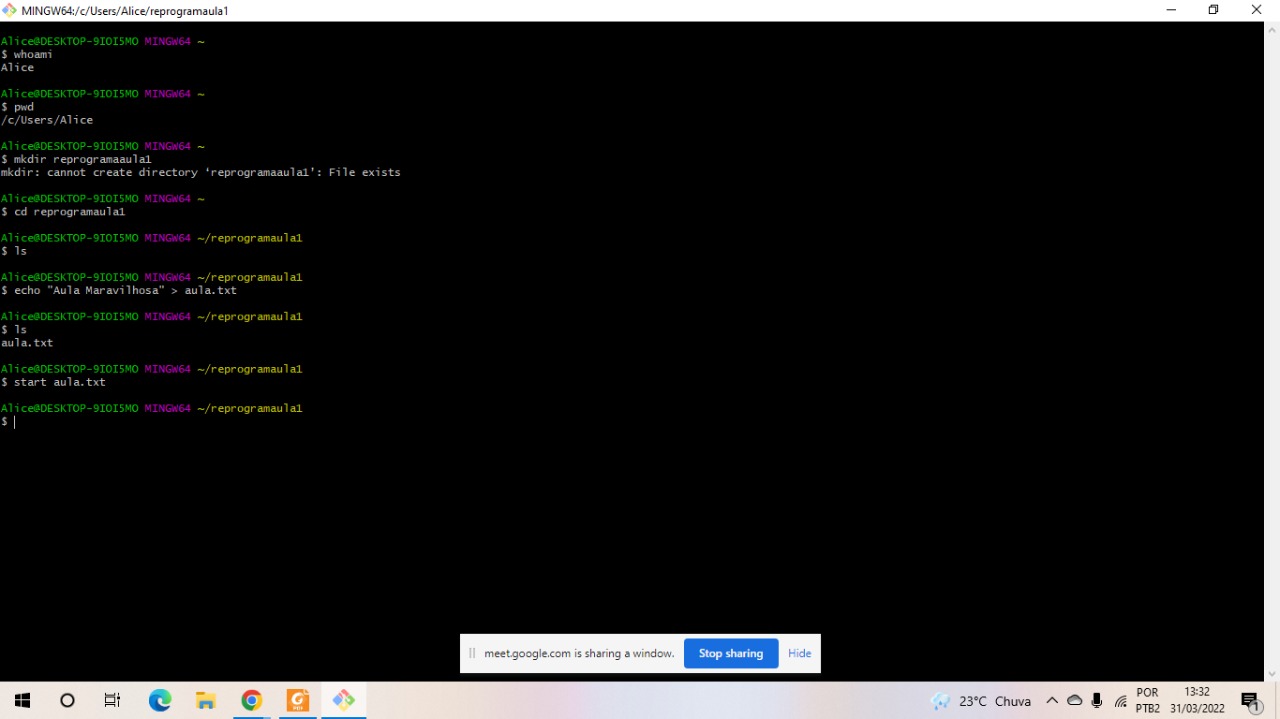 MINGW64:/c/Users/Alice/reprogramaula1
Alice@DESKTOP-9IOI5MO MINGW64 ~
$ whoami
Alice
Alice@DESKTOP-9IOI5MO MINGW64 ~
$ pwd
/c/Users/Alice
Alice@DESKTOP-9IOI5MO MINGW64 ~
$ mkdir reprogramaaula1
mkdir: cannot create directory ‘reprogramaaula1’: File exists
Alice@DESKTOP-9IOI5MO MINGW64 ~
$ cd reprogramaula1
Alice@DESKTOP-9IOI5MO MINGW64 ~/reprogramaula1
$ ls
Alice@DESKTOP-9IOI5MO MINGW64 ~/reprogramaula1
$ echo "Aula Maravilhosa" > aula.txt
Alice@DESKTOP-9IOI5MO MINGW64 ~/reprogramaula1
$ ls
aula.txt
Alice@DESKTOP-9IOI5MO MINGW64 ~/reprogramaula1
$ start aula.txt
Alice@DESKTOP-9IOI5MO MINGW64 ~/reprogramaula1
$
meet.google.com is sharing a window. Stop sharing Hide
23°C Chuva
POR
PTB2
13:32
31/03/2022
1
PDF